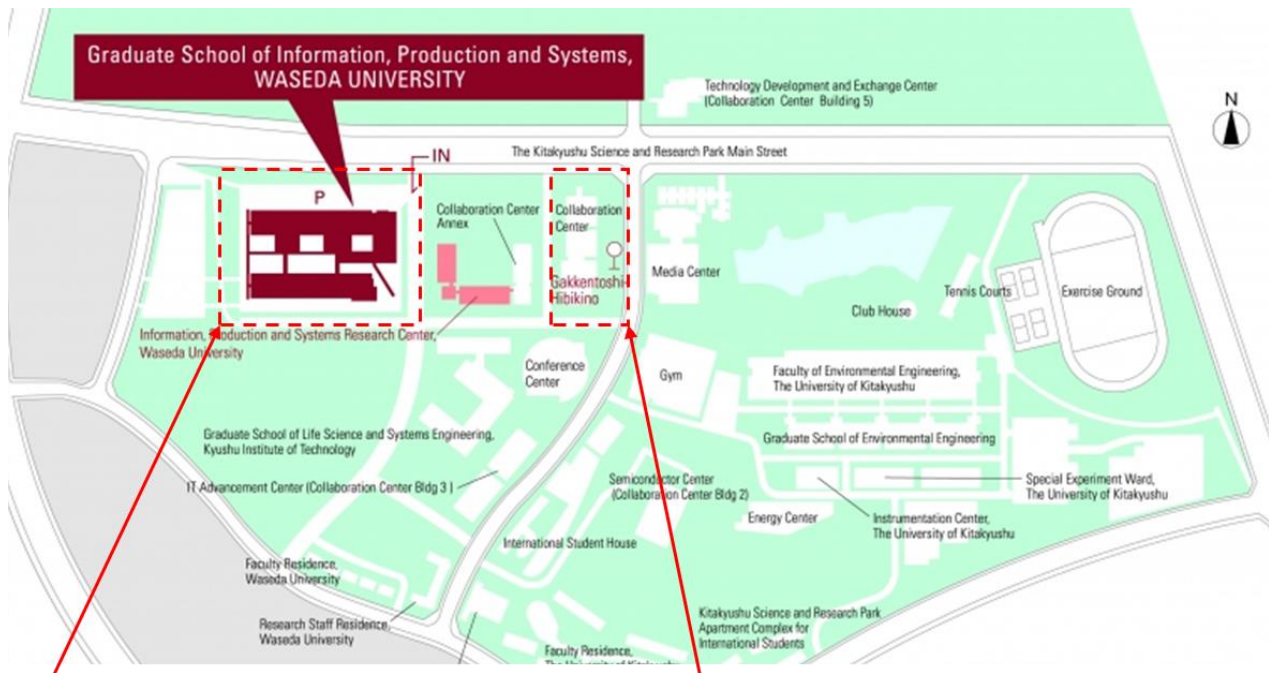 Graduate School of Information, Production and Systems,
WASEDA UNIVERSITY
Technology Development and Exchange Center
(Collaboration Center Building 5)
N
The Kitakyushu Science and Research Park Main Street
IN
P
Collaboration Center
Annex
Collaboration
Center
Gakkentoshi-
Hibikino
Media Center
Club House
Tennis Courts
Exercise Ground
Information, Production and Systems Research Center,
Waseda University
Conference
Center
Gym
Faculty of Environmental Engineering,
The University of Kitakyushu
Graduate School of Environmental Engineering
Graduate School of Life Science and Systems Engineering,
Kyushu Institute of Technology
IT Advancement Center (Collaboration Center Bldg 3 )
Semiconductor Center
(Collaboration Center Bldg 2)
Special Experiment Ward,
The University of Kitakyushu
Energy Center
Instrumentation Center,
The University of Kitakyushu
International Student House
Faculty Residence,
Waseda University
Research Staff Residence,
Waseda University
Kitakyushu Science and Research Park
Apartment Complex for
International Students
Faculty Residence,
The University of Kitakyushu